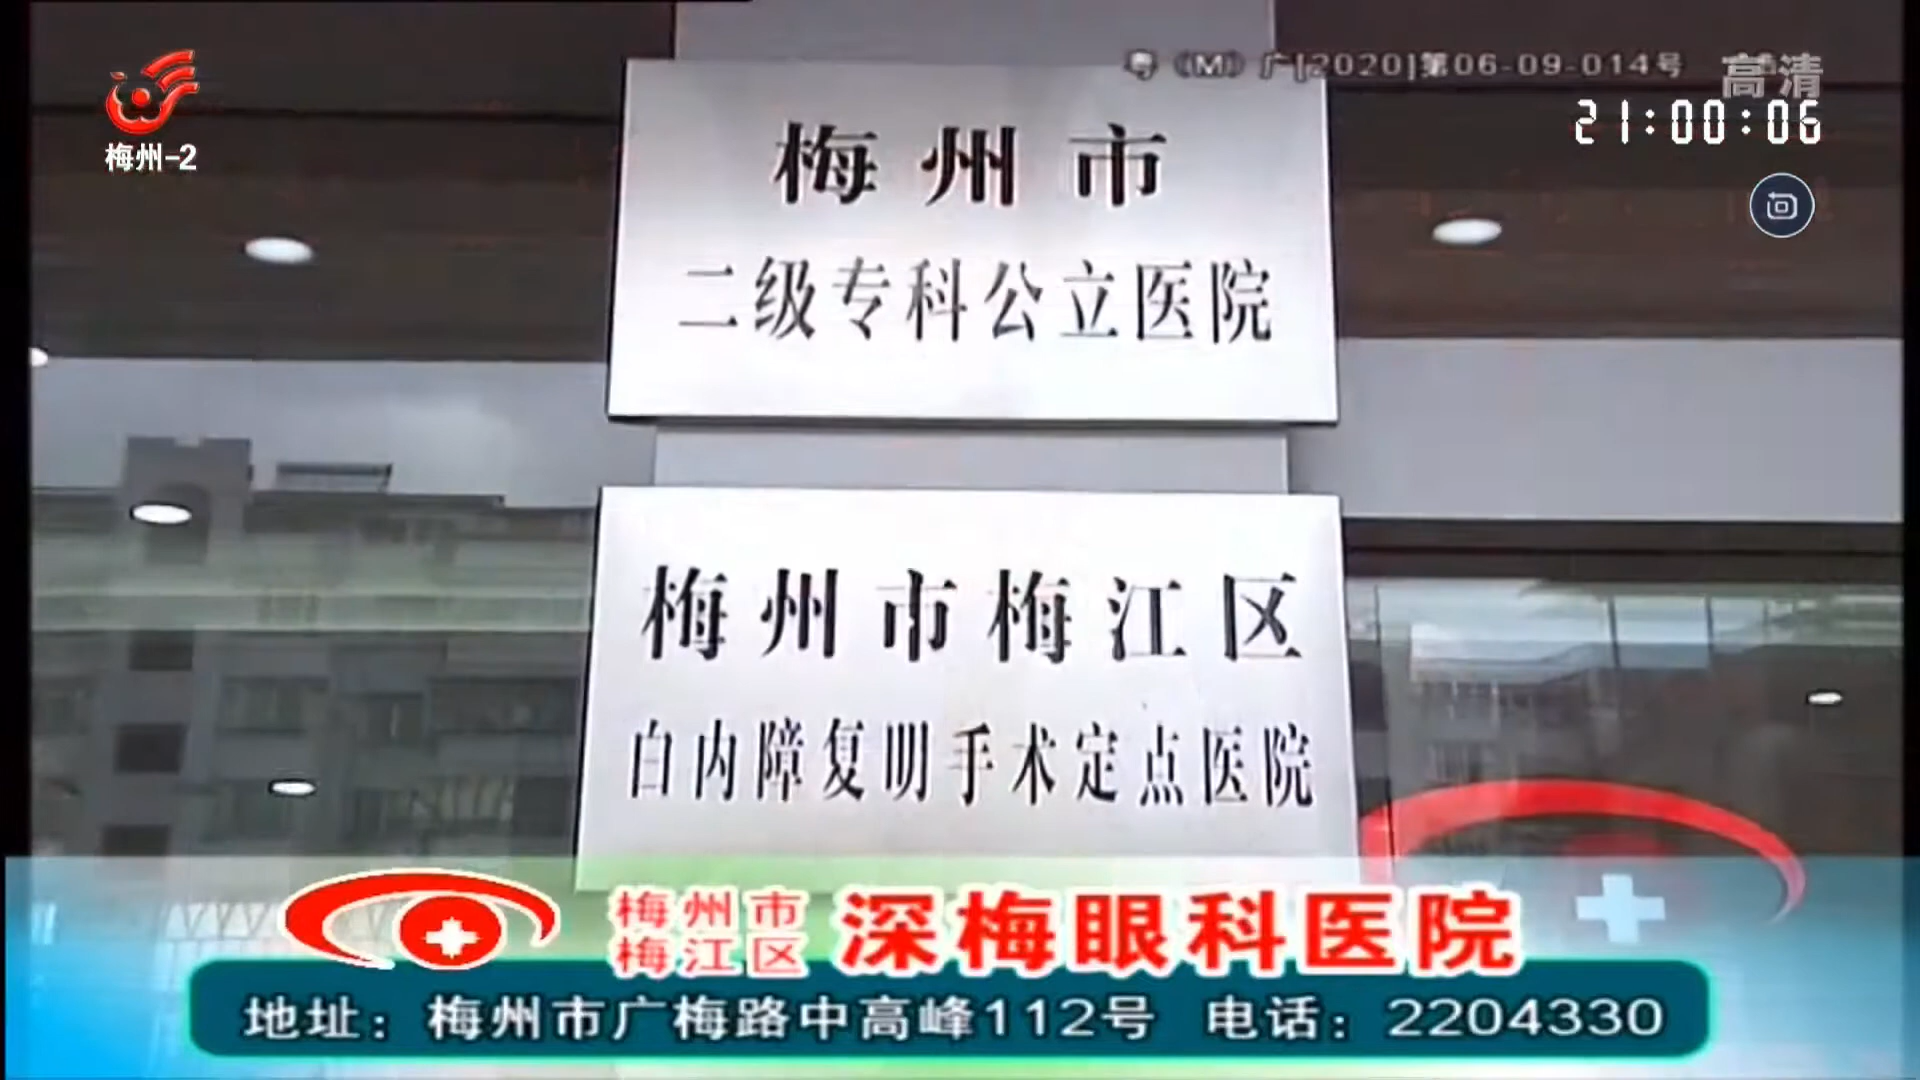 粤（M）广[2020]第06-09-014号
高清
21:00:06
梅州-2
梅州市
二级专科公立医院
梅州市梅江区
白内障复明手术定点医院
梅州市
梅江区
深梅眼科医院
地址：梅州市广梅路中高峰112号 电话：2204330